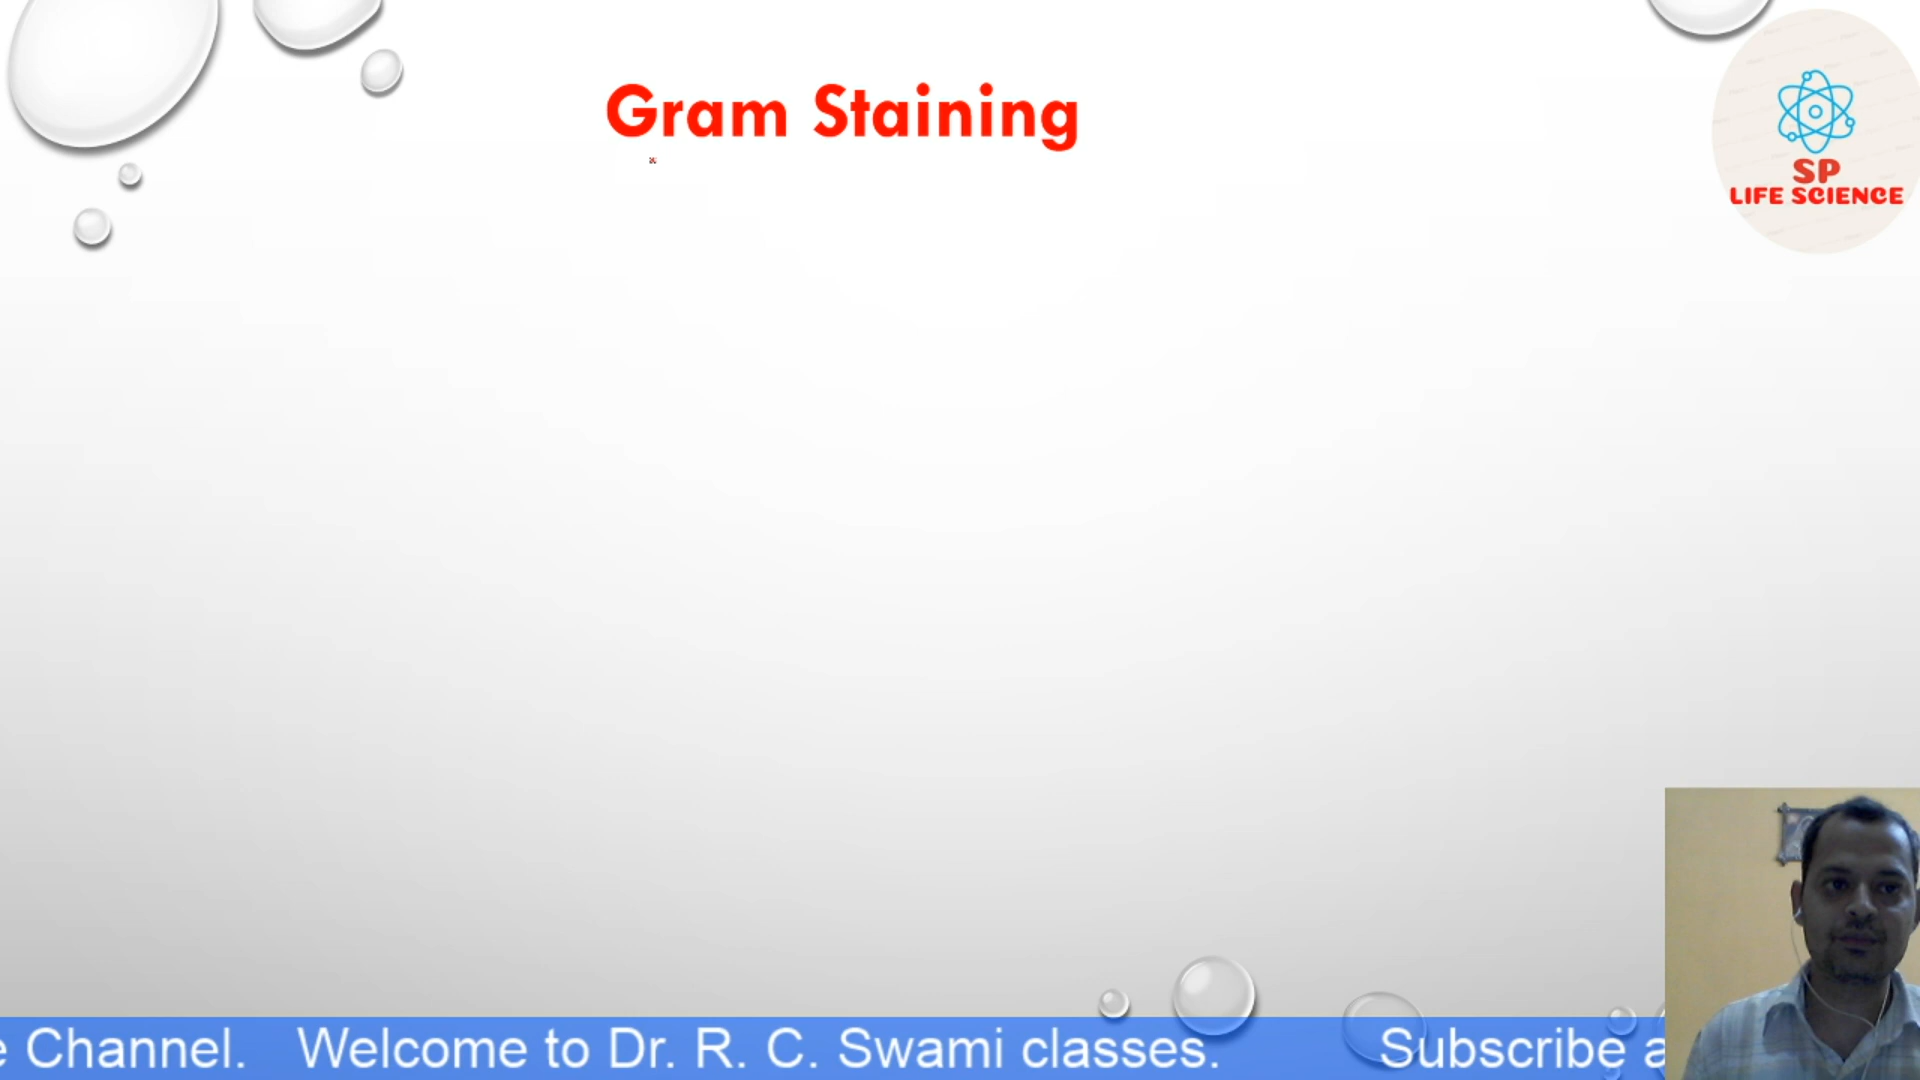 Gram Staining
SP
LIFE SCIENCE
Channel. Welcome to Dr. R. C. Swami classes. Subscribe